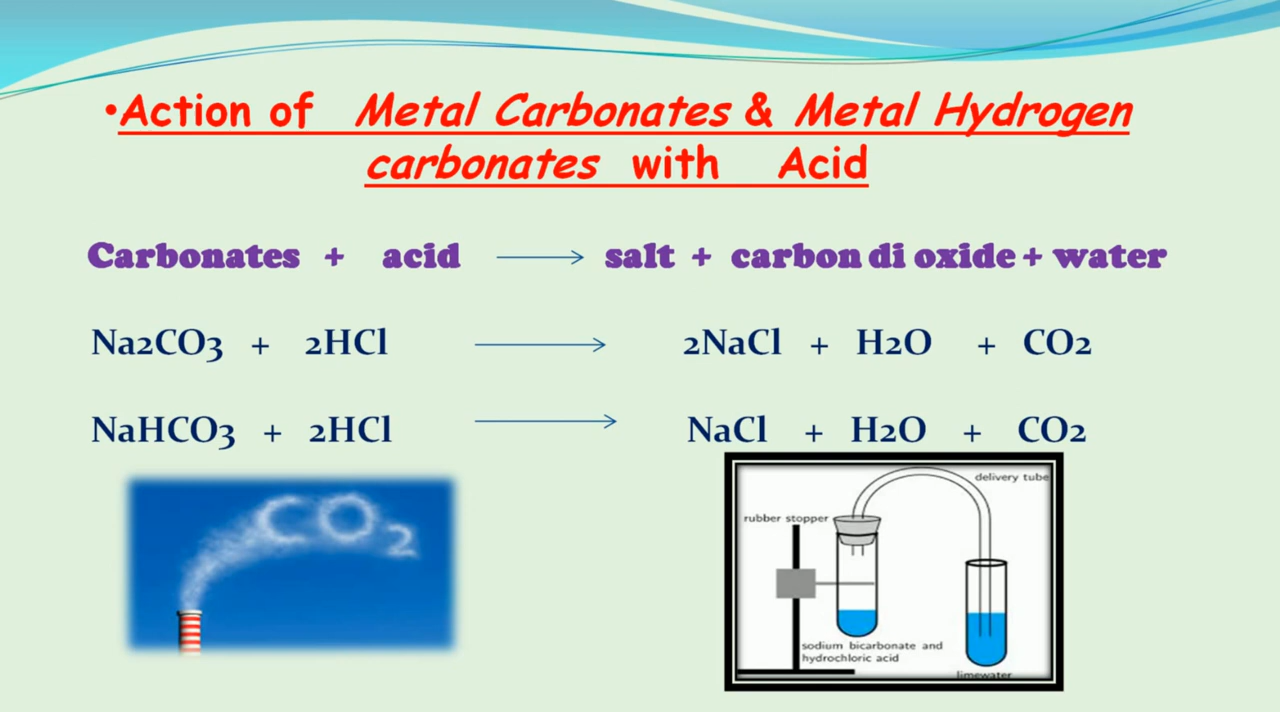 •Action of Metal Carbonates & Metal Hydrogen
carbonates with Acid
Carbonates + acid → salt + carbon di oxide + water
Na2CO3 + 2HCl → 2NaCl + H2O + CO2
NaHCO3 + 2HCl → NaCl + H2O + CO2
CO2
delivery tube
rubber stopper
sodium bicarbonate and
hydrochloric acid
limewater